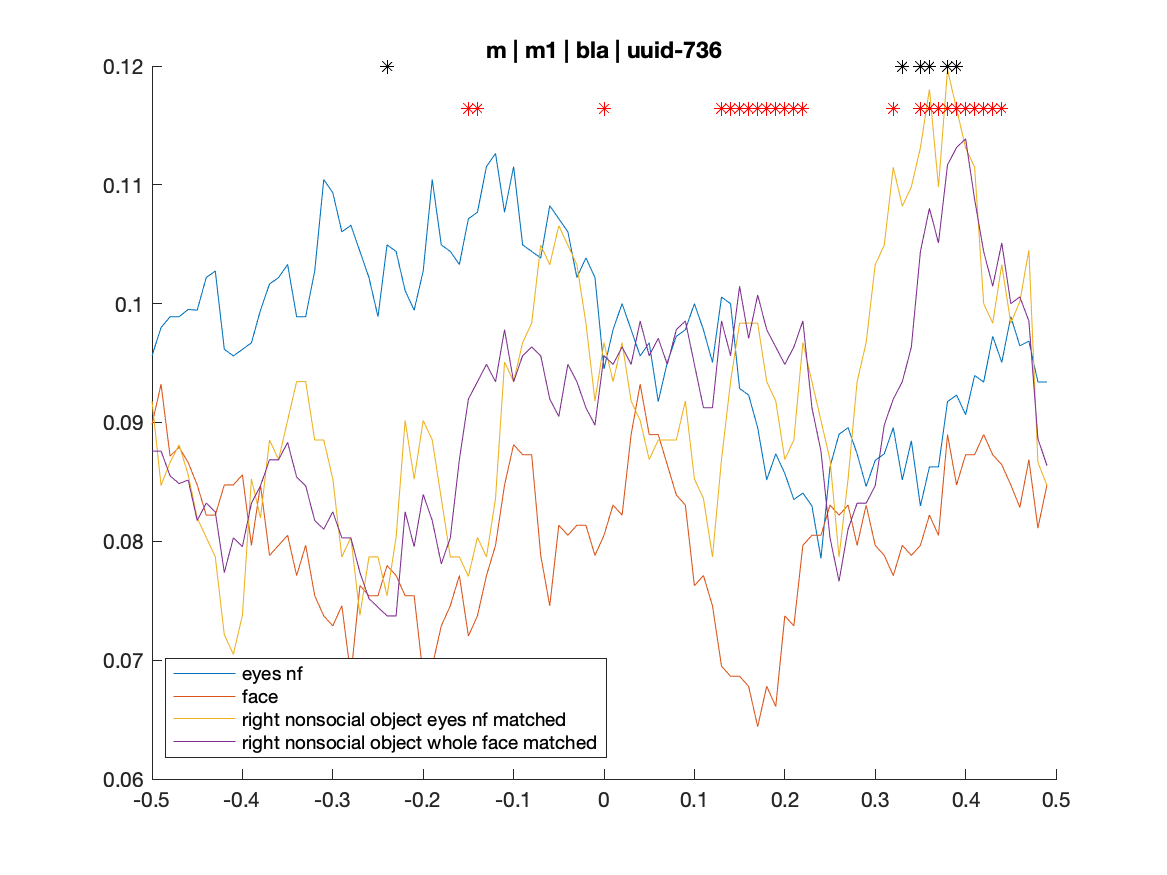 m | m1 | bla | uuid-736
0.12
0.11
0.1
0.09
0.08
0.07
0.06
eyes nf
face
right nonsocial object eyes nf matched
right nonsocial object whole face matched
-0.5 -0.4 -0.3 -0.2 -0.1 0 0.1 0.2 0.3 0.4 0.5